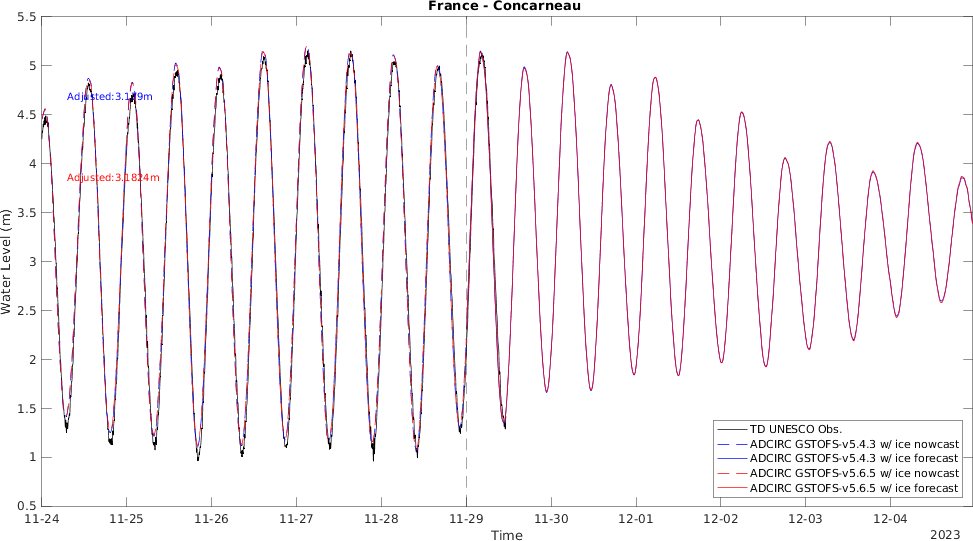 France - Concarneau
5.5
5
4.5
4
3.5
3
2.5
2
1.5
1
0.5
Water Level (m)
Adjusted:3.179m
Adjusted:3.1824m
TD UNESCO Obs.
ADCIRC GSTOFS-v5.4.3 w/ ice nowcast
ADCIRC GSTOFS-v5.4.3 w/ ice forecast
ADCIRC GSTOFS-v5.6.5 w/ ice nowcast
ADCIRC GSTOFS-v5.6.5 w/ ice forecast
11-24 11-25 11-26 11-27 11-28 11-29 11-30 12-01 12-02 12-03 12-04
Time
2023